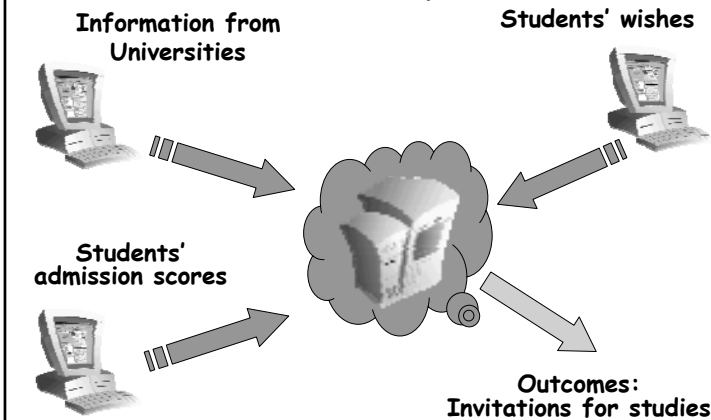 Information from
Universities
Students' wishes
Students'
admission scores
Outcomes:
Invitations for studies